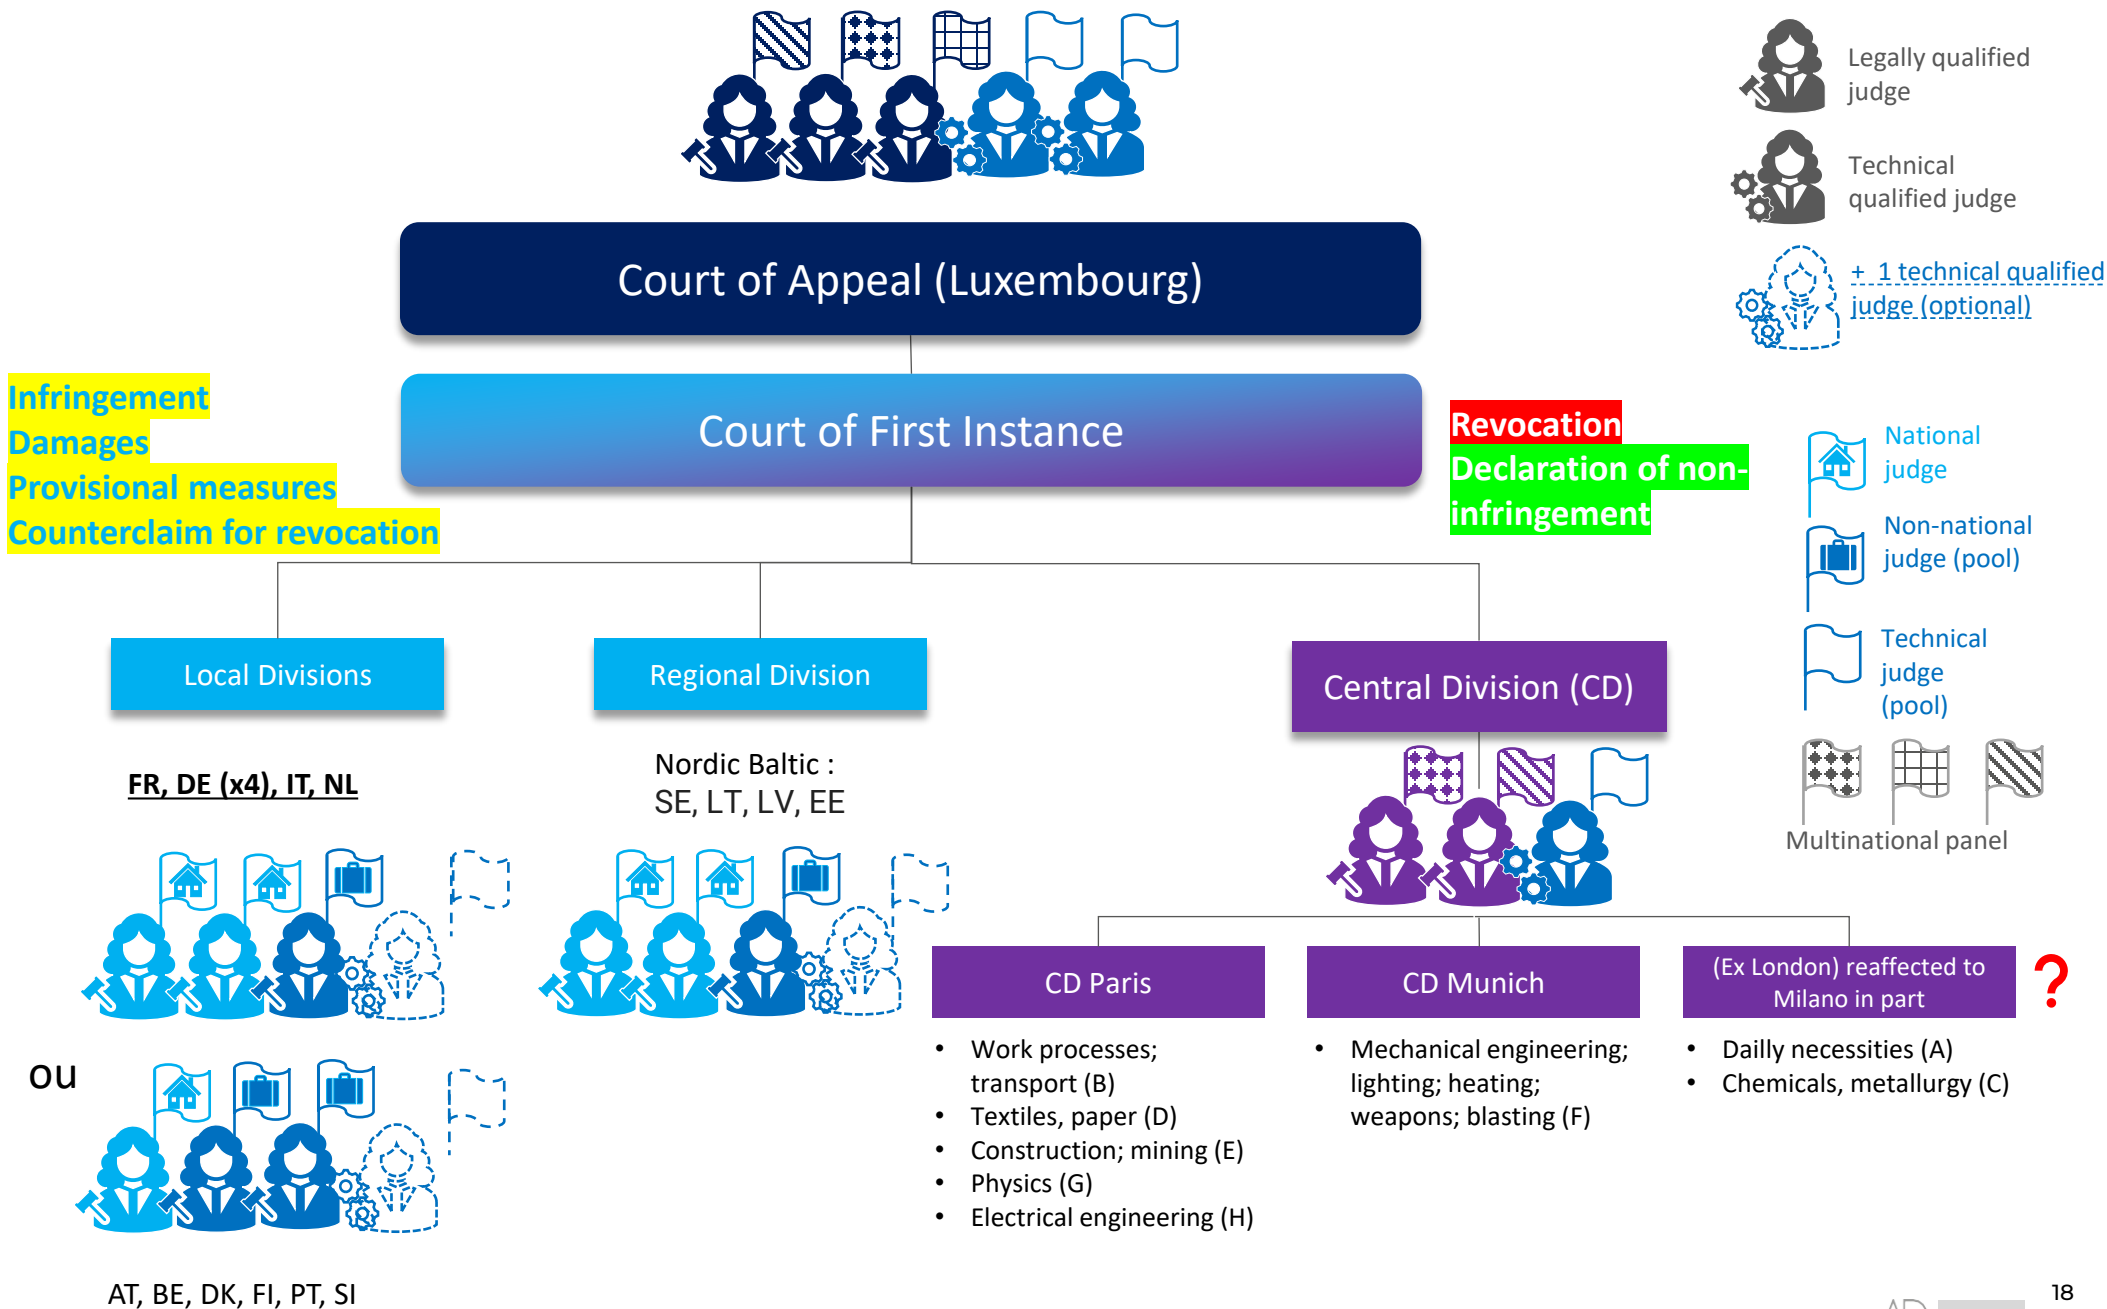 Court of Appeal (Luxembourg)
Court of First Instance
Infringement
Damages
Provisional measures
Counterclaim for revocation
Revocation
Declaration of non-
infringement
Legally qualified
judge
Technical
qualified judge
+ 1 technical qualified
judge (optional)
National
judge
Non-national
judge (pool)
Technical
judge
(pool)
Multinational panel
Local Divisions
FR, DE (x4), IT, NL
ou
AT, BE, DK, FI, PT, SI
Regional Division
Nordic Baltic :
SE, LT, LV, EE
Central Division (CD)
CD Paris
• Work processes;
transport (B)
• Textiles, paper (D)
• Construction; mining (E)
• Physics (G)
• Electrical engineering (H)
CD Munich
• Mechanical engineering;
lighting; heating;
weapons; blasting (F)
(Ex London) reaffected to
Milano in part
?
• Dailly necessities (A)
• Chemicals, metallurgy (C)
18